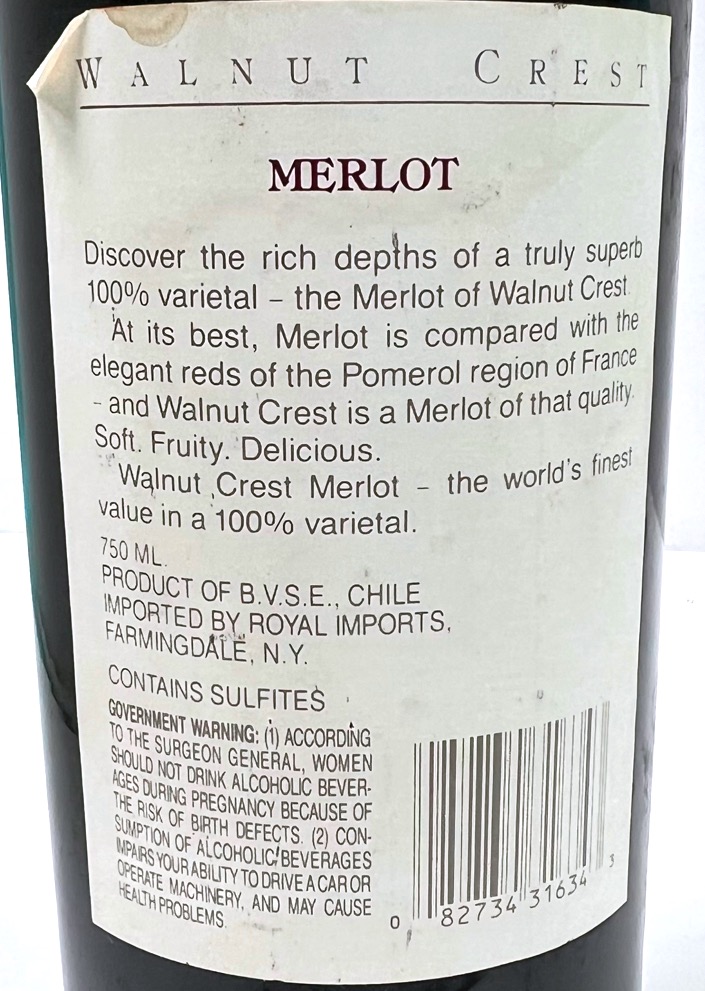 WALNUT CREST
MERLOT
Discover the rich depths of a truly superb
100% varietal – the Merlot of Walnut Crest.
At its best, Merlot is compared with the
elegant reds of the Pomerol region of France
- and Walnut Crest is a Merlot of that quality.
Soft. Fruity. Delicious.
Walnut Crest Merlot – the world's finest
value in a 100% varietal.
750 ML.
PRODUCT OF B.V.S.E., CHILE
IMPORTED BY ROYAL IMPORTS,
FARMINGDALE, N.Y.
CONTAINS SULFITES
GOVERNMENT WARNING: (1) ACCORDING
TO THE SURGEON GENERAL, WOMEN
SHOULD NOT DRINK ALCOHOLIC BEVER-
AGES DURING PREGNANCY BECAUSE OF
THE RISK OF BIRTH DEFECTS. (2) CON-
SUMPTION OF ALCOHOLIC BEVERAGES
IMPAIRS YOUR ABILITY TO DRIVE A CAR OR
OPERATE MACHINERY, AND MAY CAUSE
HEALTH PROBLEMS.
0 82734 31634 3